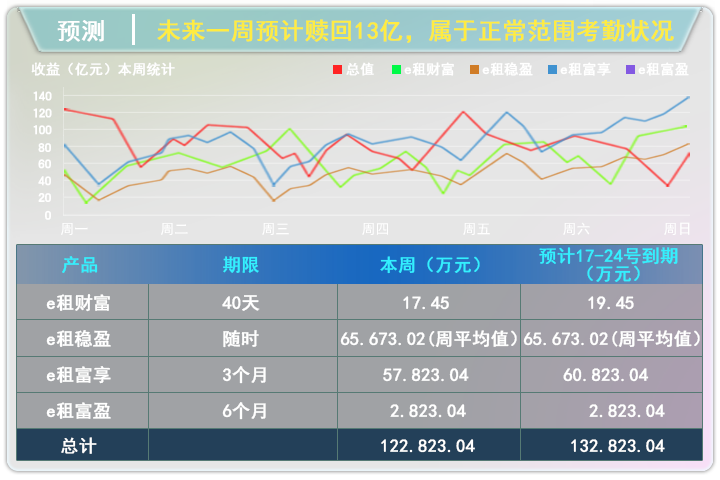 预测
未来一周预计赎回13亿，属于正常范围考勤状况
收益（亿元）本周统计
总值 e租财富 e租稳盈 e租富享 e租富盈
140
120
100
80
60
40
20
0
周一 周二 周三 周四 周五 周六 周日
产品 期限 本周（万元） 预计17-24号到期（万元）
e租财富 40天 17.45 19.45
e租稳盈 随时 65.673.02(周平均值) 65.673.02(周平均值)
e租富享 3个月 57.823.04 60.823.04
e租富盈 6个月 2.823.04 2.823.04
总计 122.823.04 132.823.04